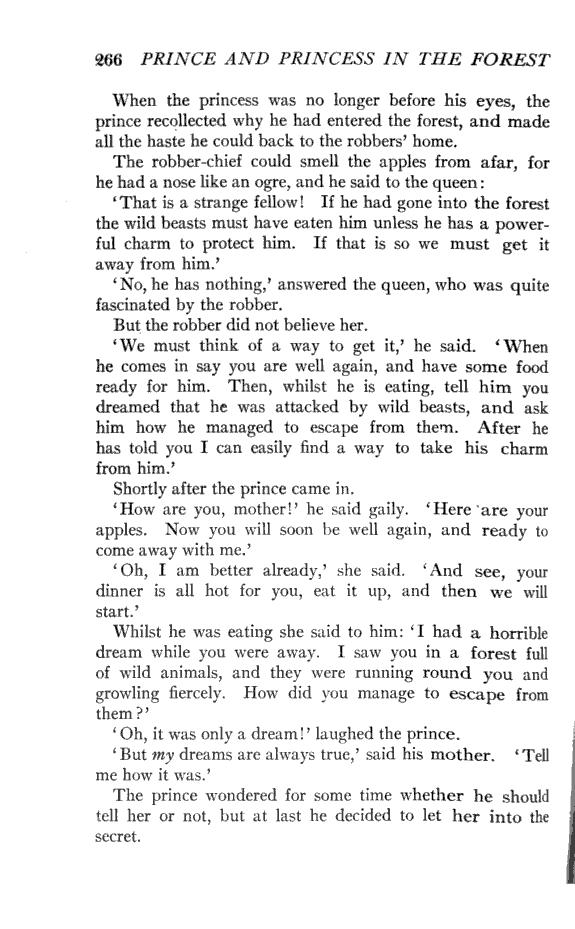 266 PRINCE AND PRINCESS IN THE FOREST
When the princess was no longer before his eyes, the
prince recollected why he had entered the forest, and made
all the haste he could back to the robbers' home.
The robber-chief could smell the apples from afar, for
he had a nose like an ogre, and he said to the queen:
'That is a strange fellow! If he had gone into the forest
the wild beasts must have eaten him unless he has a power-
ful charm to protect him. If that is so we must get it
away from him.'
'No, he has nothing,' answered the queen, who was quite
fascinated by the robber.
But the robber did not believe her.
'We must think of a way to get it,' he said. 'When
he comes in say you are well again, and have some food
ready for him. Then, whilst he is eating, tell him you
dreamed that he was attacked by wild beasts, and ask
him how he managed to escape from them. After he
has told you I can easily find a way to take his charm
from him.'
Shortly after the prince came in.
'How are you, mother!' he said gaily. 'Here are your
apples. Now you will soon be well again, and ready to
come away with me.'
'Oh, I am better already,' she said. 'And see, your
dinner is all hot for you, eat it up, and then we will
start.'
Whilst he was eating she said to him: 'I had a horrible
dream while you were away. I saw you in a forest full
of wild animals, and they were running round you and
growling fiercely. How did you manage to escape from
them?'
'Oh, it was only a dream!' laughed the prince.
'But my dreams are always true,' said his mother. 'Tell
me how it was.'
The prince wondered for some time whether he should
tell her or not, but at last he decided to let her into the
secret.